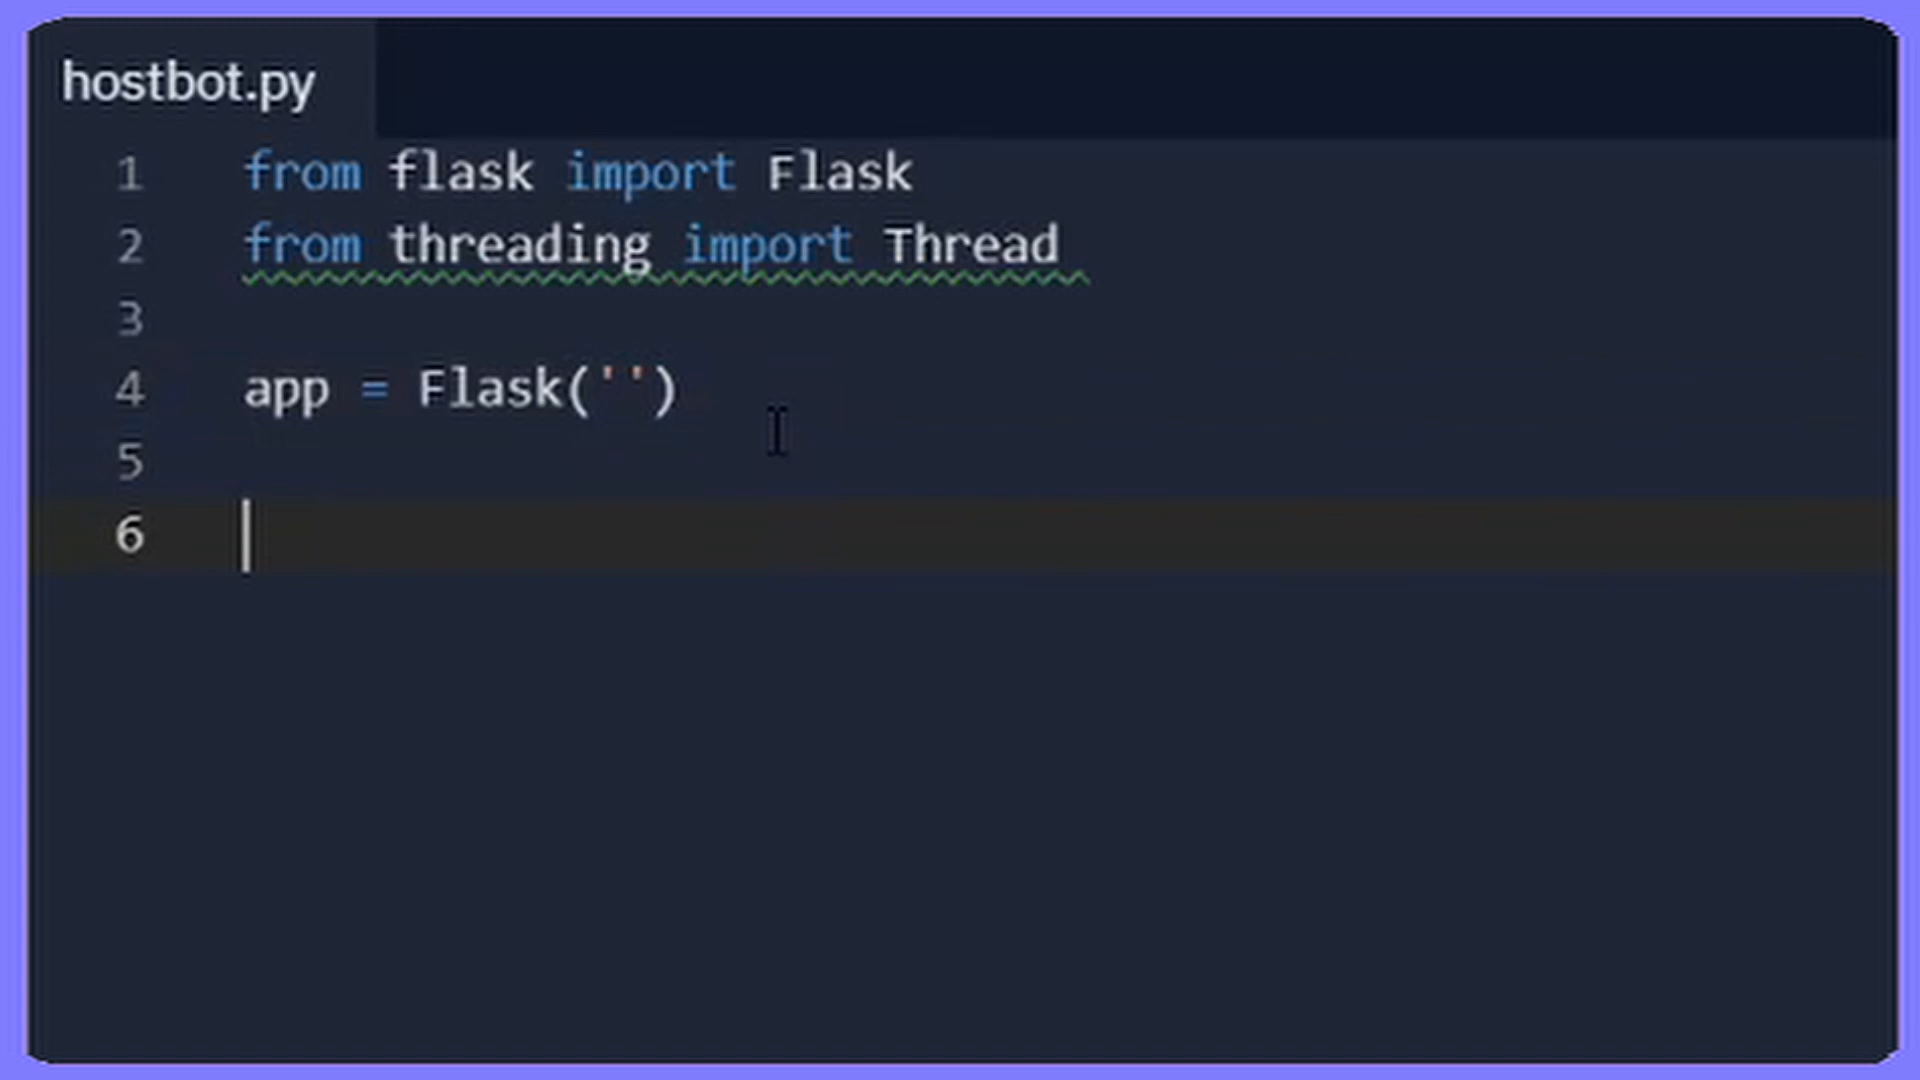 hostbot.py
1 from flask import Flask
2 from threading import Thread
3
4 app = Flask('')
5
6